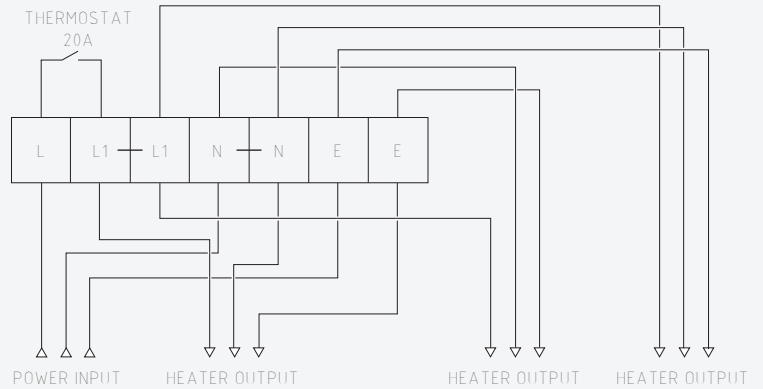 THERMOSTAT
20A
L L1 L1 N N E E
POWER INPUT HEATER OUTPUT HEATER OUTPUT HEATER OUTPUT